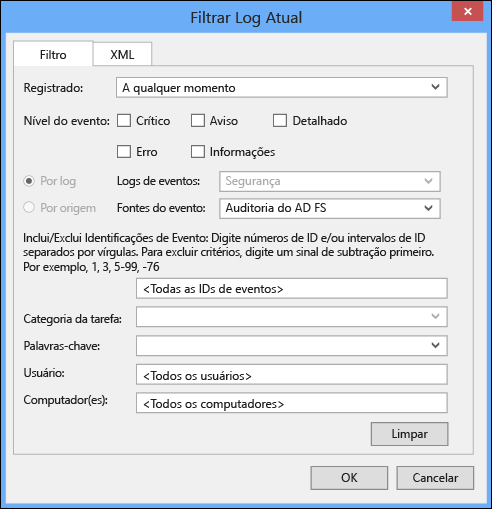 Filtrar Log Atual
Filtro XML
Registrado: A qualquer momento
Nível do evento: Crítico Aviso Detalhado
Erro Informações
Por log Logs de eventos: Segurança
Por origem Fontes do evento: Auditoria do AD FS
Inclui/Exclui Identificações de Evento: Digite números de ID e/ou intervalos de ID
separados por vírgulas. Para excluir critérios, digite um sinal de subtração primeiro.
Por exemplo, 1, 3, 5-99, -76
<Todas as IDs de eventos>
Categoria da tarefa:
Palavras-chave:
Usuário: <Todos os usuários>
Computador(es): <Todos os computadores>
Limpar
OK Cancelar